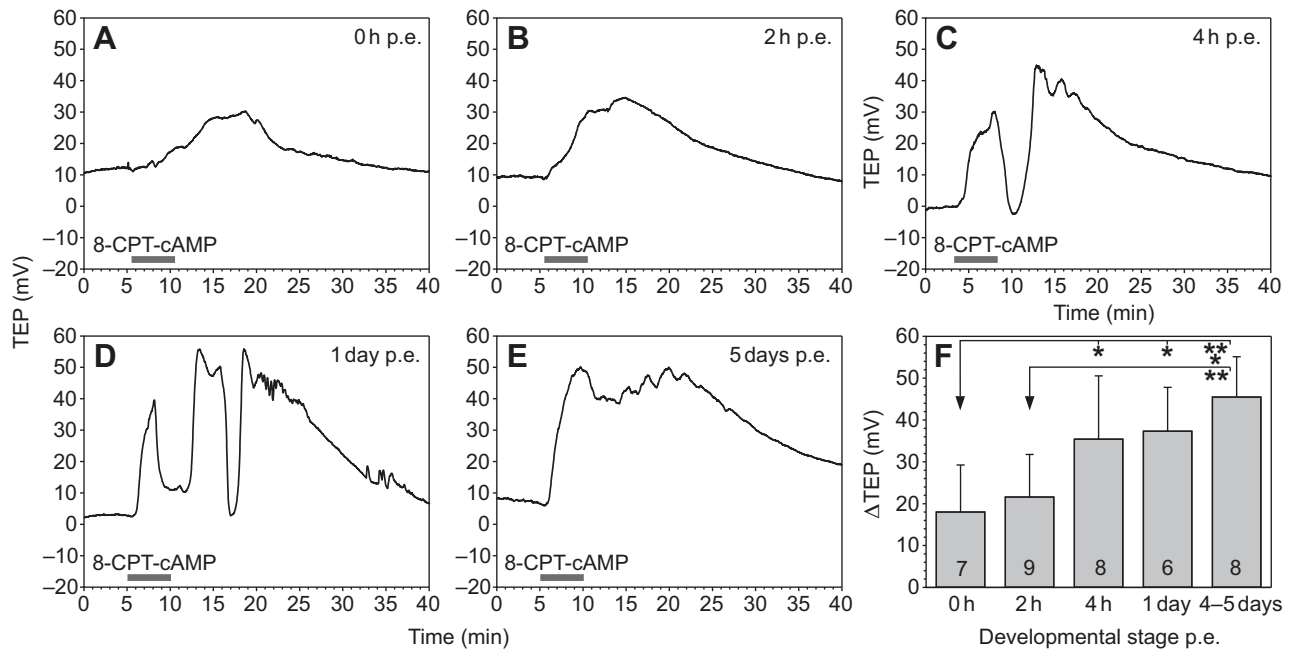 A
0 h p.e.
60
50
40
30
20
10
0
–10
–20
8-CPT-cAMP
0 5 10 15 20 25 30 35 40
B
2 h p.e.
60
50
40
30
20
10
0
–10
–20
8-CPT-cAMP
0 5 10 15 20 25 30 35 40
C
4 h p.e.
TEP (mV)
60
50
40
30
20
10
0
–10
–20
8-CPT-cAMP
0 5 10 15 20 25 30 35 40
Time (min)
TEP (mV)
D
1 day p.e.
60
50
40
30
20
10
0
–10
–20
8-CPT-cAMP
0 5 10 15 20 25 30 35 40
E
5 days p.e.
60
50
40
30
20
10
0
–10
–20
8-CPT-cAMP
0 5 10 15 20 25 30 35 40
Time (min)
F
ΔTEP (mV)
60
50
40
30
20
10
0
* * **
*
**
7 9 8 6 8
0 h 2 h 4 h 1 day 4–5 days
Developmental stage p.e.